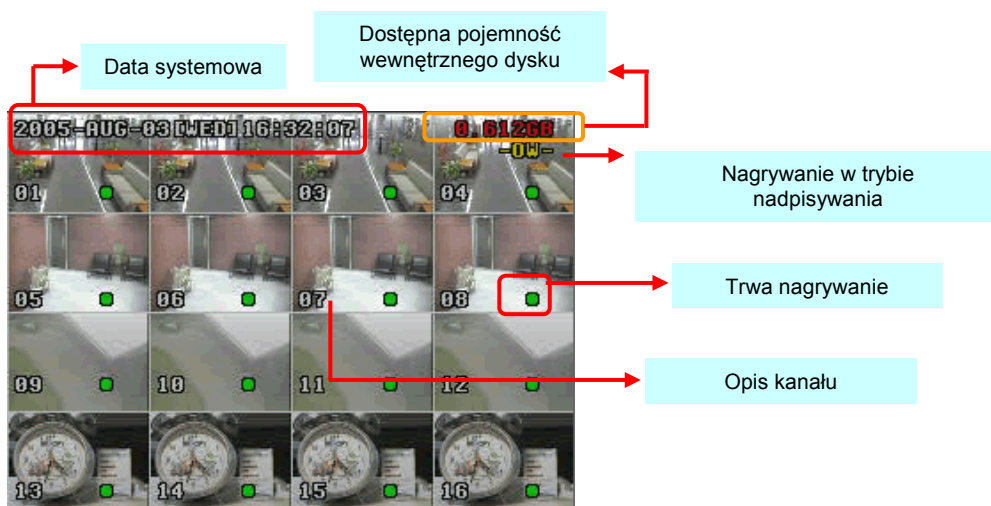 Dostępna pojemność
wewnętrznego dysku
Data systemowa
2005-AUG-03[WED]16:32:07
0.612GB
-OW-
Nagrywanie w trybie
nadpisywania
01 02 03 04
05 06 07 08
Trwa nagrywanie
09 10 11 12
Opis kanału
13 14 15 16